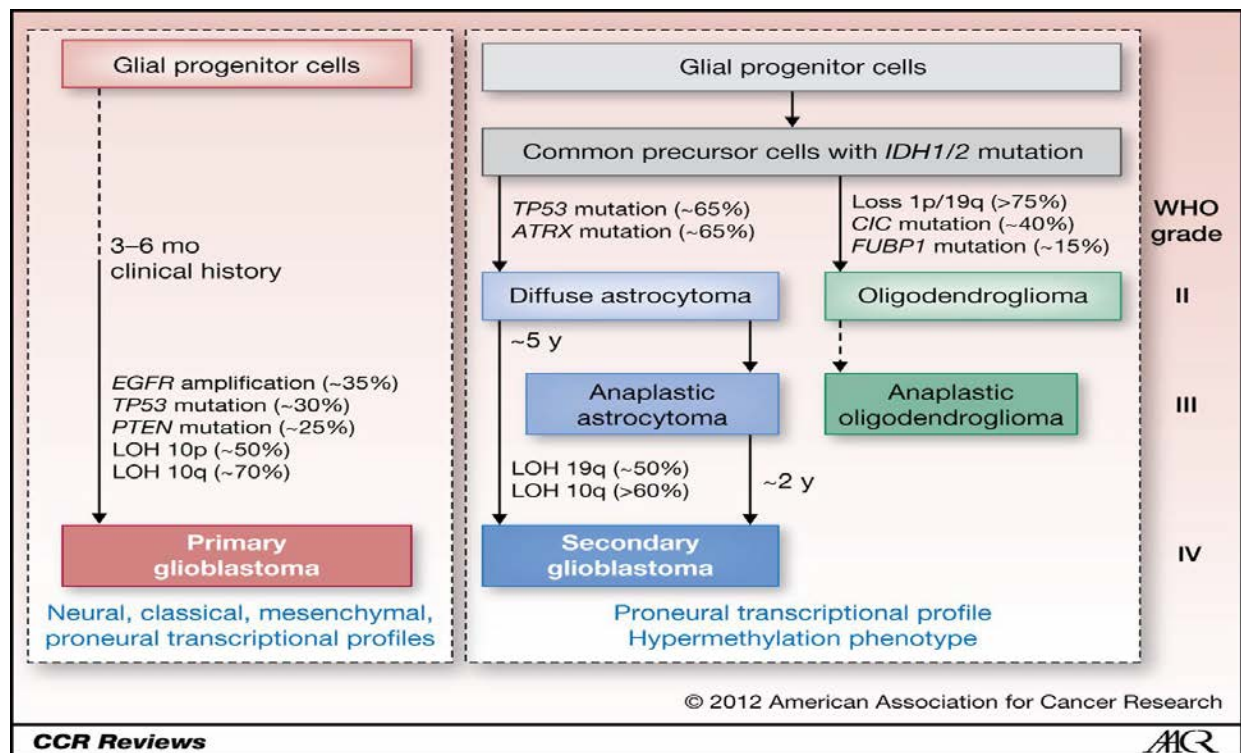 Glial progenitor cells
3–6 mo
clinical history
EGFR amplification (~35%)
TP53 mutation (~30%)
PTEN mutation (~25%)
LOH 10p (~50%)
LOH 10q (~70%)
Primary
glioblastoma
Neural, classical, mesenchymal,
proneural transcriptional profiles
Glial progenitor cells
Common precursor cells with IDH1/2 mutation
TP53 mutation (~65%)
ATRX mutation (~65%)
Loss 1p/19q (>75%)
CIC mutation (~40%)
FUBP1 mutation (~15%)
WHO
grade
Diffuse astrocytoma
Oligodendroglioma
II
~5 y
Anaplastic
astrocytoma
Anaplastic
oligodendroglioma
III
LOH 19q (~50%)
LOH 10q (>60%)
~2 y
Secondary
glioblastoma
IV
Proneural transcriptional profile
Hypermethylation phenotype
© 2012 American Association for Cancer Research
CCR Reviews
AACR